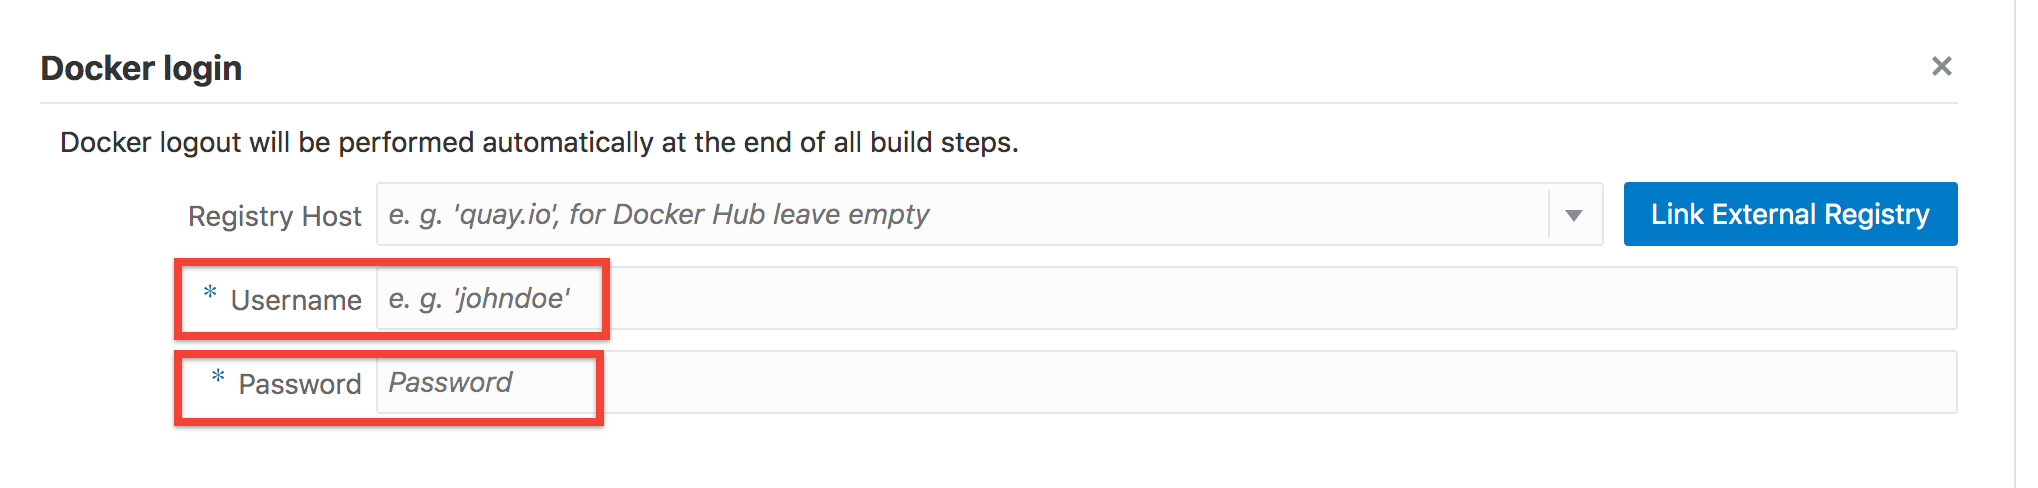 Docker login
Docker logout will be performed automatically at the end of all build steps.
Registry Host e. g. 'quay.io', for Docker Hub leave empty Link External Registry
* Username e. g. 'johndoe'
* Password Password